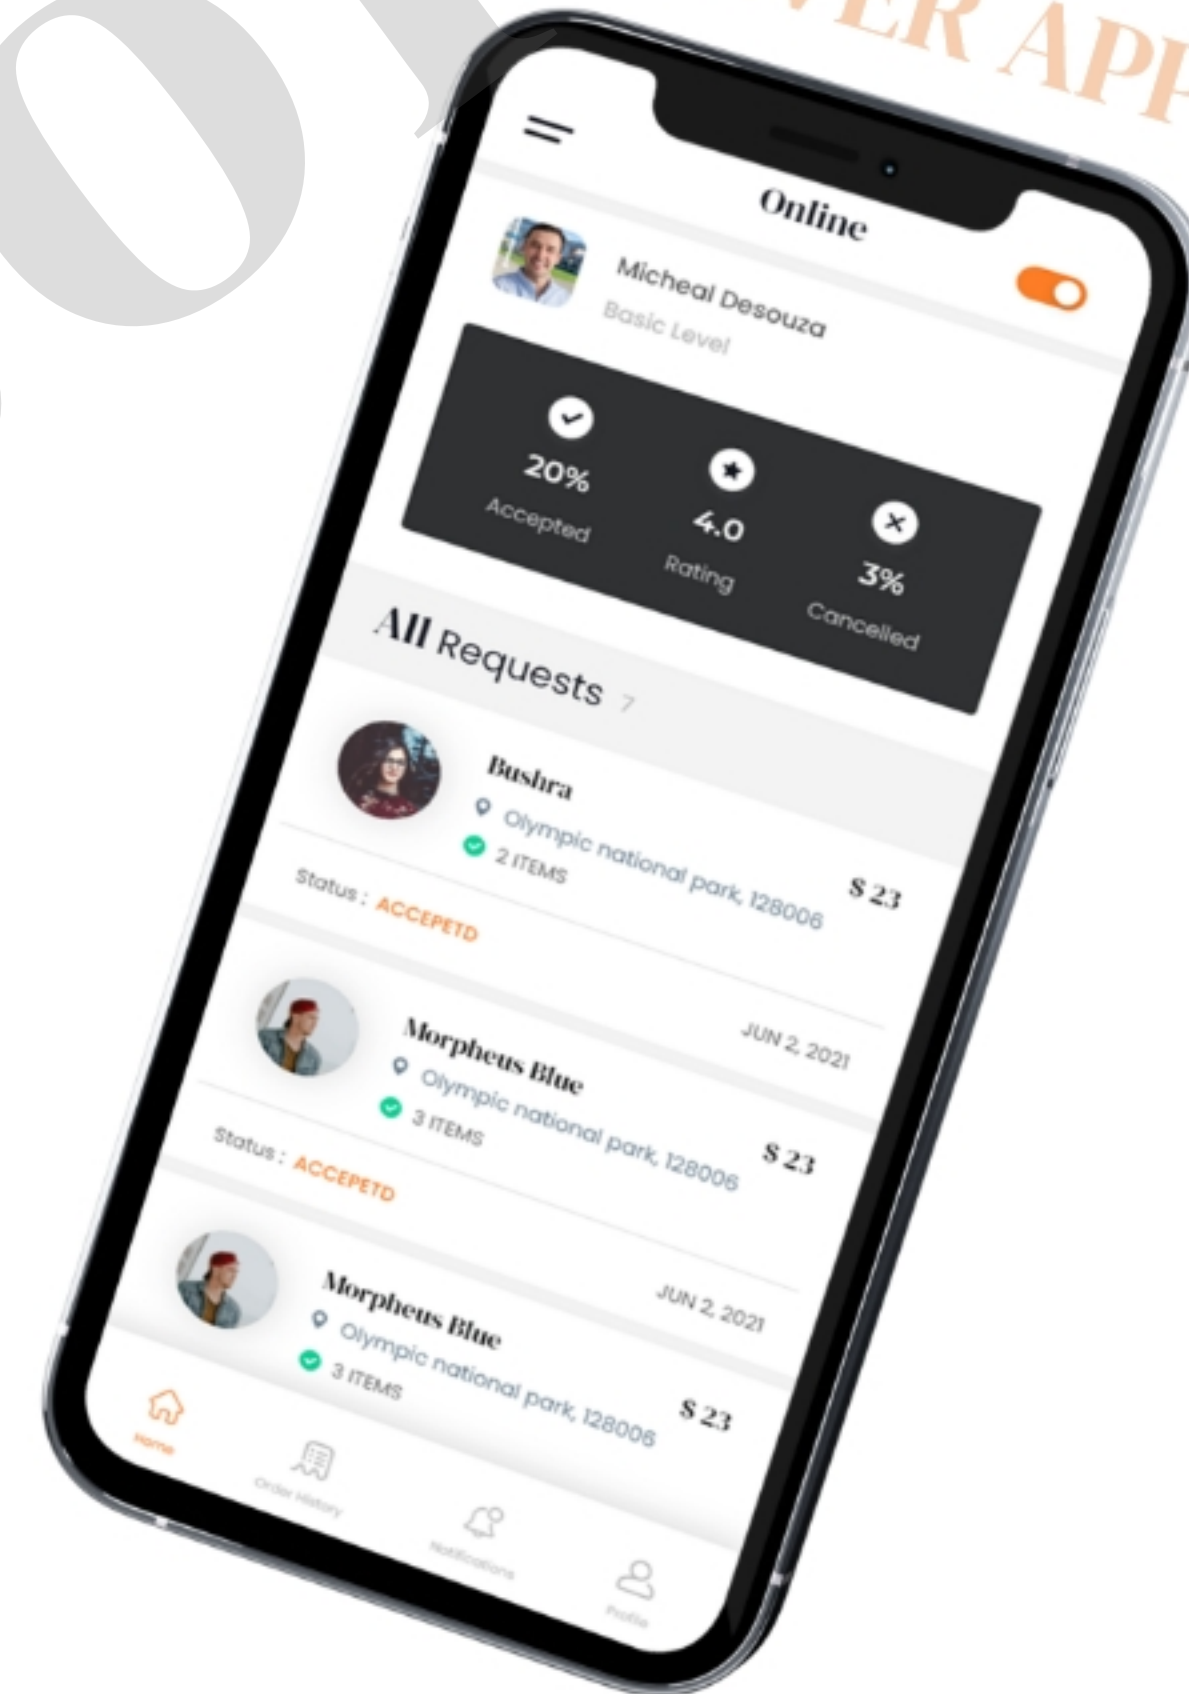 VER APP
Online
Micheal Desouza
Basic Level
20%
Accepted
4.0
Rating
3%
Cancelled
All Requests 7
Bushra
Olympic national park, 128006
2 ITEMS
$ 23
Status : ACCEPETD
JUN 2, 2021
Morpheus Blue
Olympic national park, 128006
3 ITEMS
$ 23
Status : ACCEPETD
JUN 2, 2021
Morpheus Blue
Olympic national park, 128006
3 ITEMS
$ 23
Home
Order History
Notifications
Profile